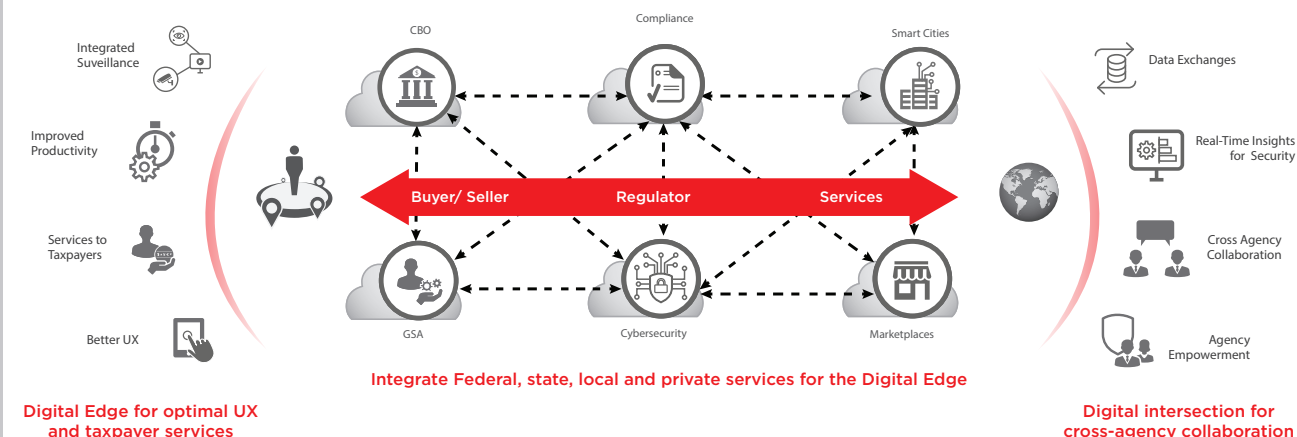 Integrated
Suveillance
Improved
Productivity
Services to
Taxpayers
Better UX
Digital Edge for optimal UX
and taxpayer services
CBO
Compliance
Smart Cities
Buyer/ Seller
Regulator
Services
GSA
Cybersecurity
Marketplaces
Integrate Federal, state, local and private services for the Digital Edge
Data Exchanges
Real-Time Insights
for Security
Cross Agency
Collaboration
Agency
Empowerment
Digital intersection for
cross-agency collaboration